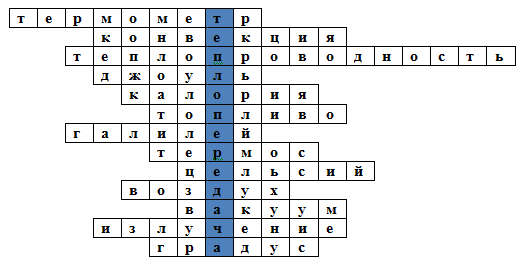 термометр
конвекция
теплопроводность
джоуль
калория
топливо
галилей
термос
цельсий
воздух
вакуум
излучение
градус